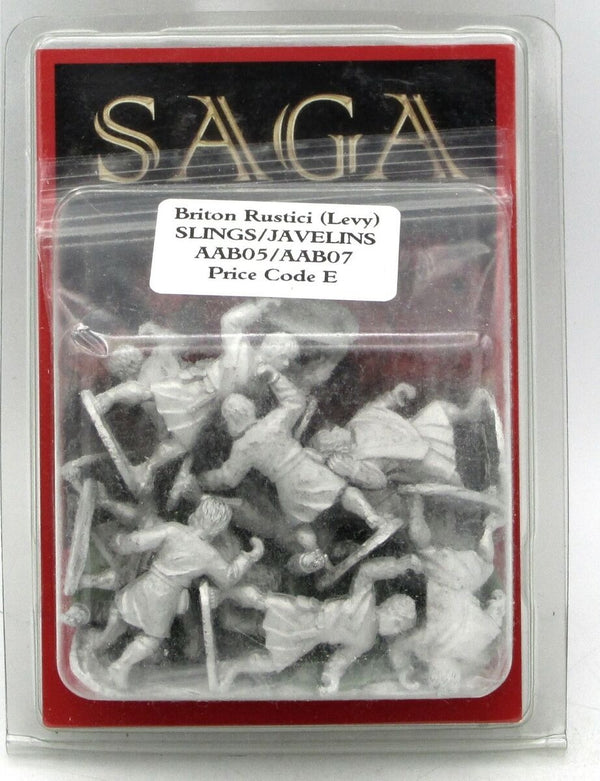 SAGA
Briton Rustici (Levy)
SLINGS/JAVELINS
AAB05/AAB07
Price Code E